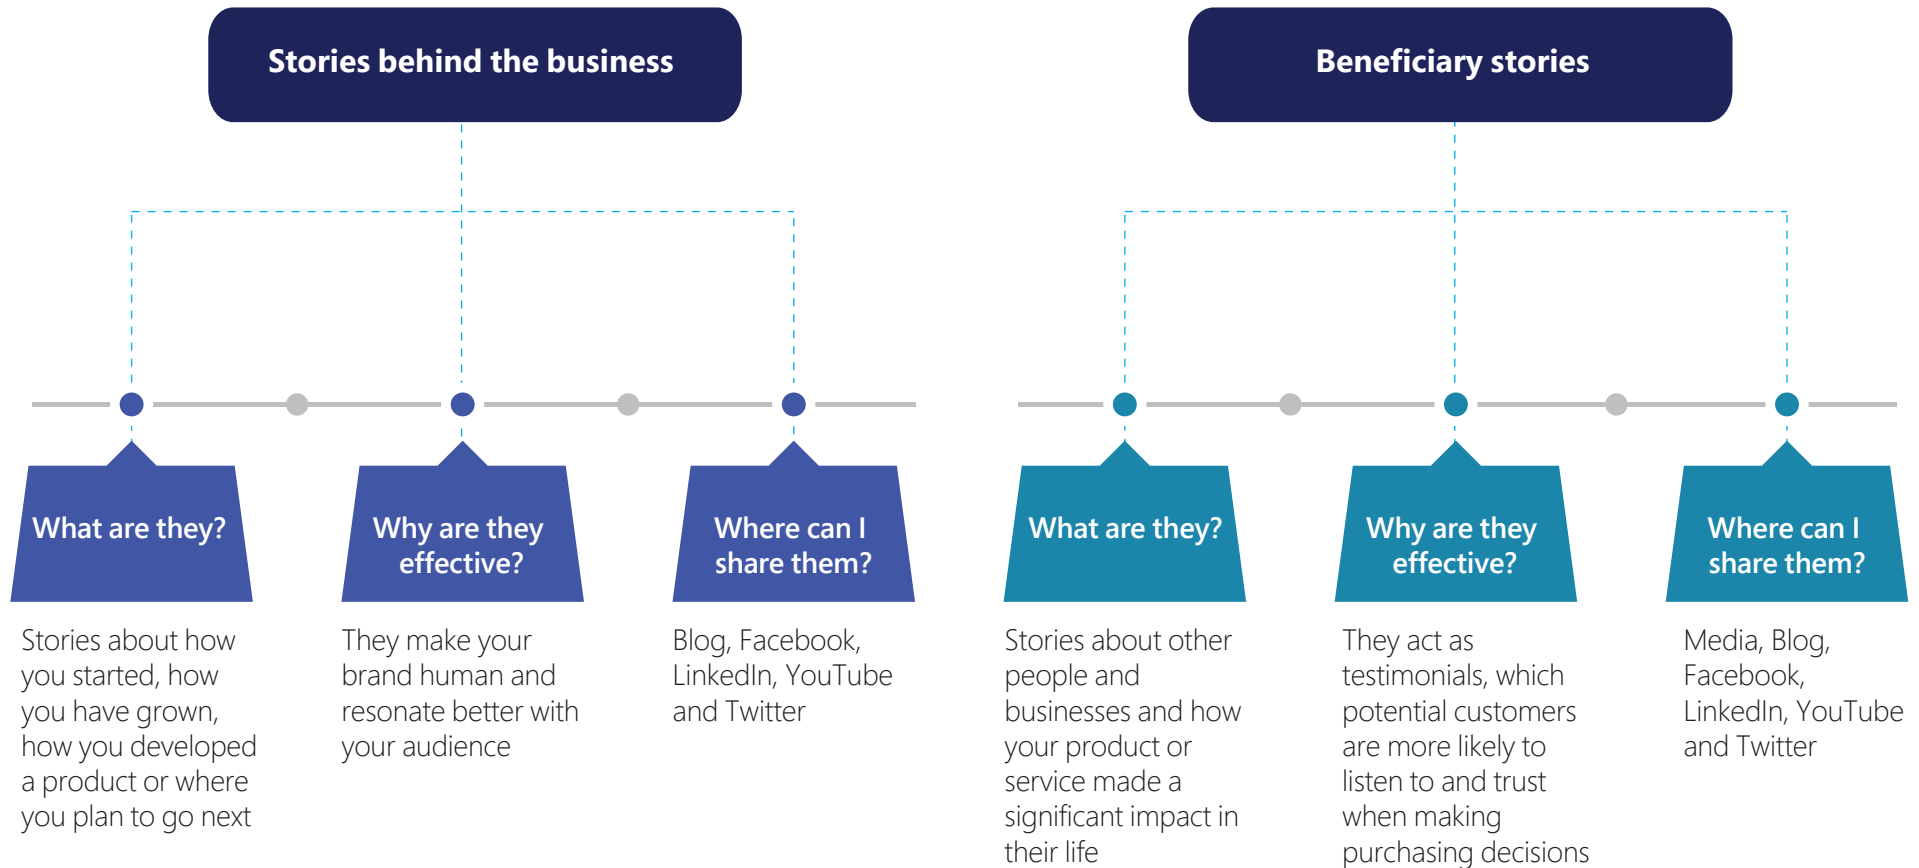 Stories behind the business
What are they?
Stories about how
you started, how
you have grown,
how you developed
a product or where
you plan to go next
Why are they
effective?
They make your
brand human and
resonate better with
your audience
Where can I
share them?
Blog, Facebook,
LinkedIn, YouTube
and Twitter
Beneficiary stories
What are they?
Stories about other
people and
businesses and how
your product or
service made a
significant impact in
their life
Why are they
effective?
They act as
testimonials, which
potential customers
are more likely to
listen to and trust
when making
purchasing decisions
Where can I
share them?
Media, Blog,
Facebook,
LinkedIn, YouTube
and Twitter